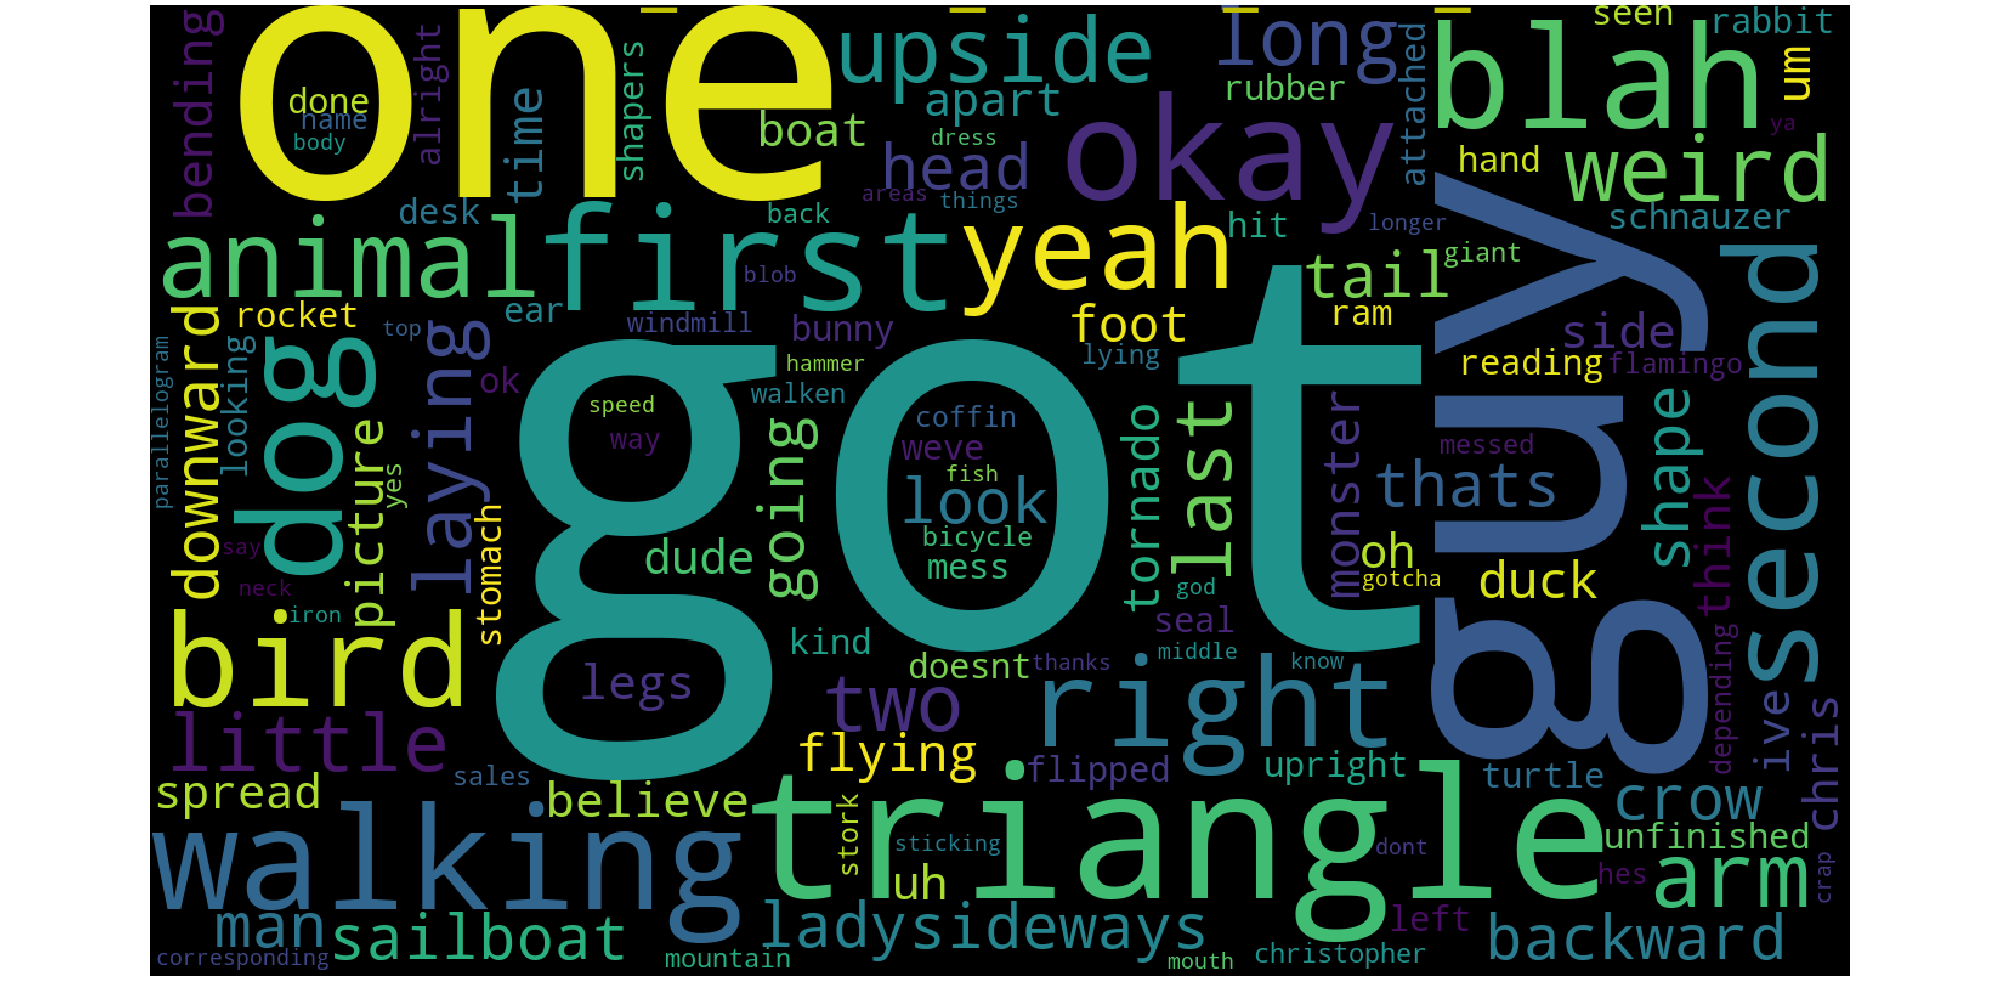 one
upside
long
seen
rabbit
bending
alright
shapers
blah
um
done
name
body
time
boat
apart
rubber
attached
ya
dress
head
okay
hand
weird
desk
back
areas
things
hit
longer
schnauzer
animal
first
yeah
tail
giant
guy
second
blob
rocket
top
ear
windmill
bunny
foot
ram
side
downward
looking
dog
laying
ok
hammer
lying
reading
flamingo
parallelogram
picture
yes
got
speed
way
walken
going
coffin
weve
fish
look
bicycle
mess
tornado
last
monster
thats
messed
shape
think
say
neck
iron
stomach
dude
god
oh
gotcha
duck
bird
legs
kind
doesnt
thanks
seal
middle
know
depending
little
two
right
live
chris
flying
flipped
upright
turtle
spread
sales
believe
stork
triangle
crow
walking
sticking
dont
unfinished
uh
hes
arm
crap
man
sailboat
lady
sideways
left
backward
corresponding
mountain
mouth
christopher